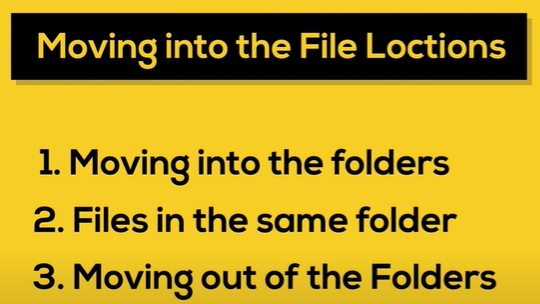 Moving into the File Loctions
1. Moving into the folders
2. Files in the same folder
3. Moving out of the Folders